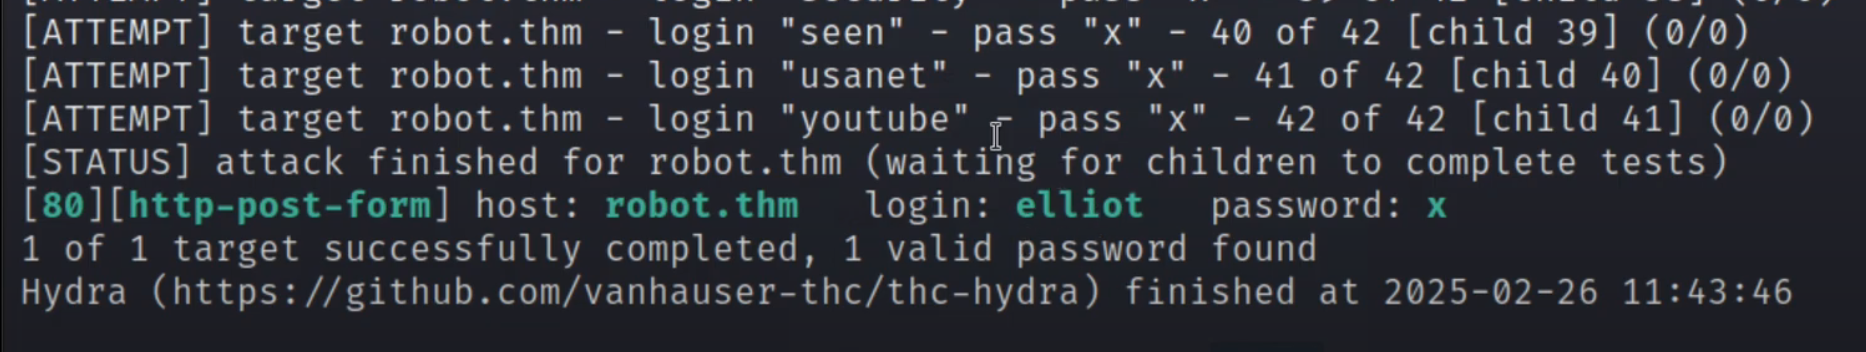 [ATTEMPT] target robot.thm - login "seen" - pass "x" - 40 of 42 [child 39] (0/0)
[ATTEMPT] target robot.thm - login "usanet" - pass "x" - 41 of 42 [child 40] (0/0)
[ATTEMPT] target robot.thm - login "youtube" - pass "x" - 42 of 42 [child 41] (0/0)
[STATUS] attack finished for robot.thm (waiting for children to complete tests)
[80][http-post-form] host: robot.thm   login: elliot   password: x
1 of 1 target successfully completed, 1 valid password found
Hydra (https://github.com/vanhauser-thc/thc-hydra) finished at 2025-02-26 11:43:46